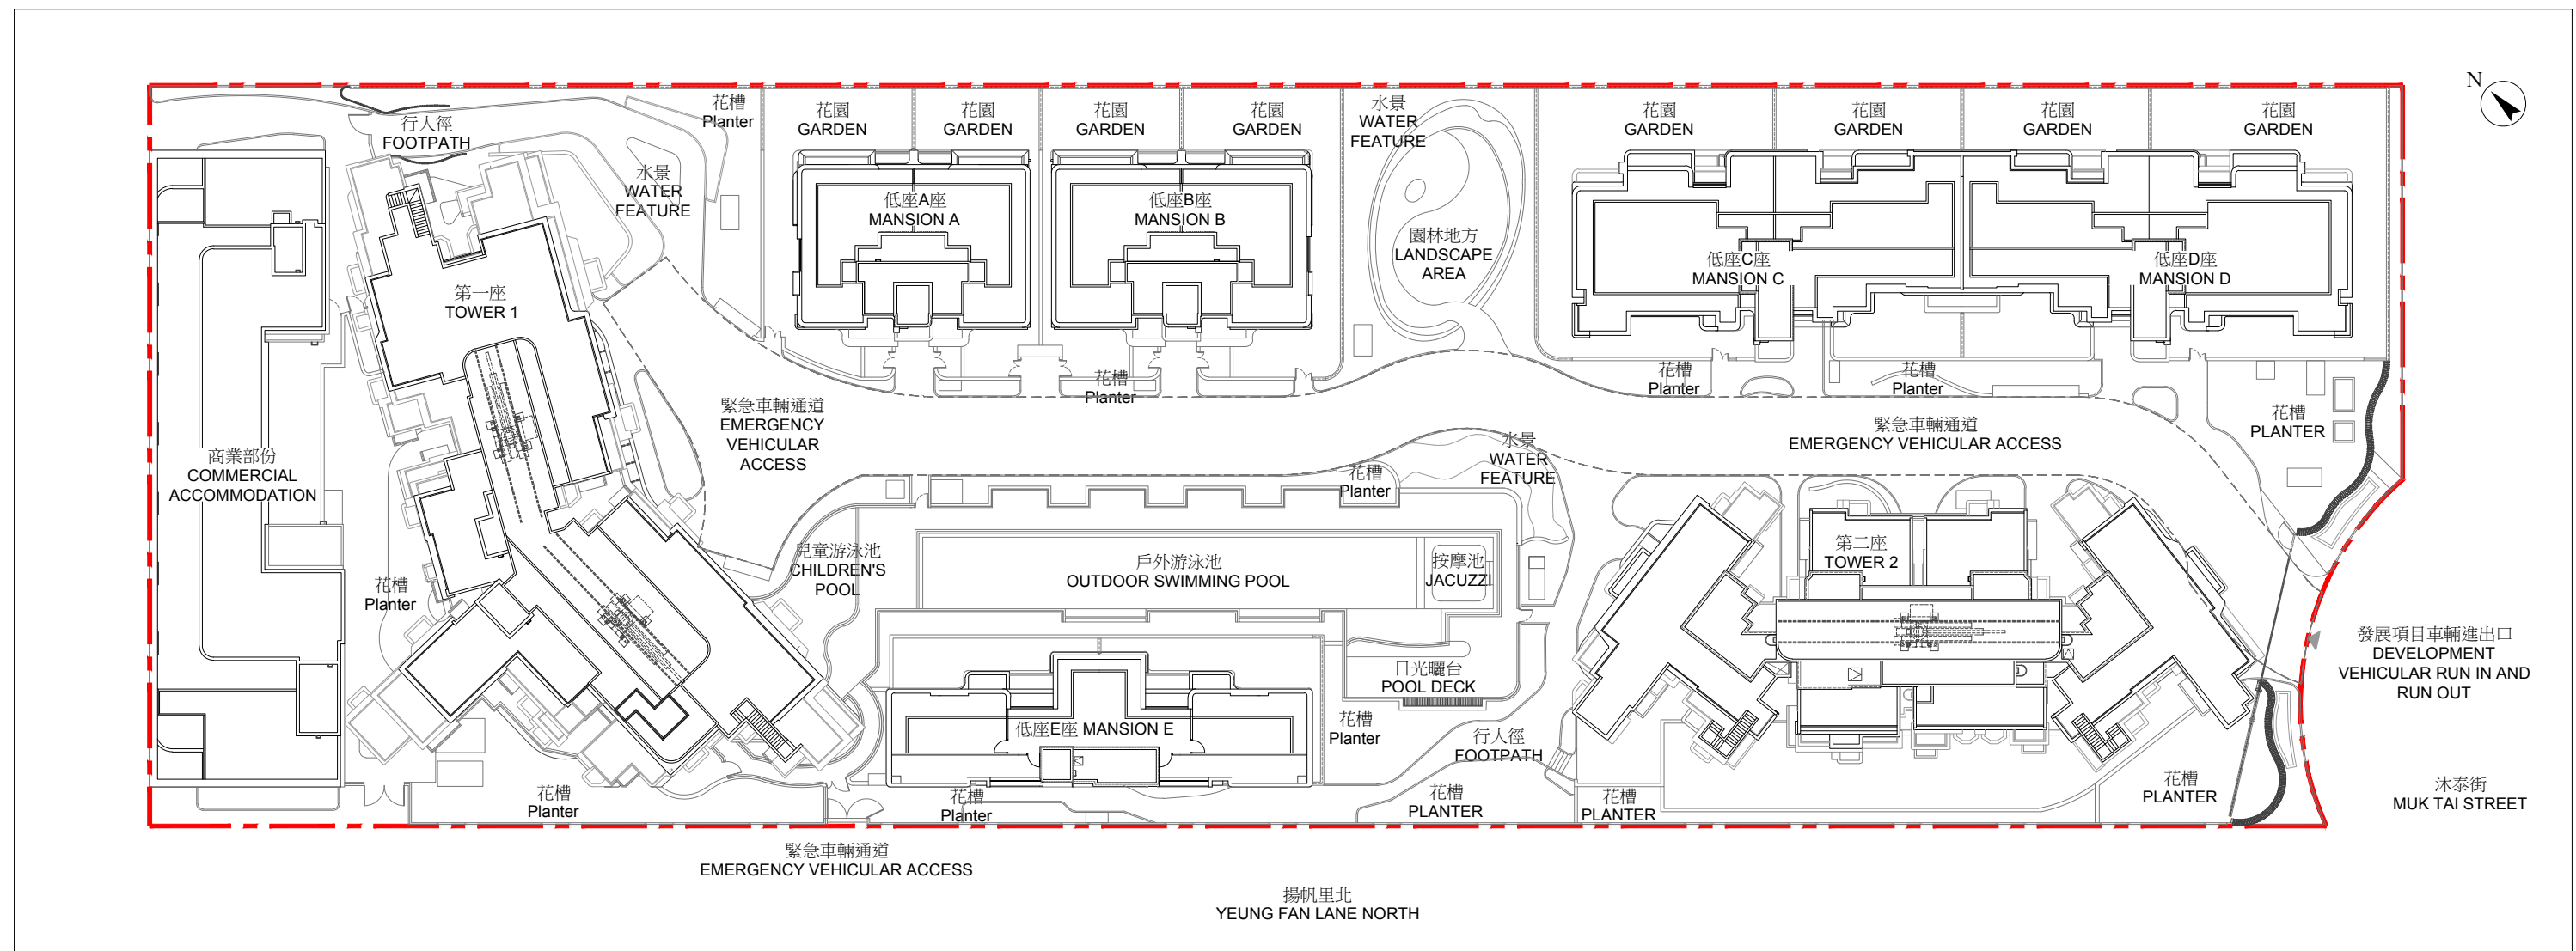 N
花槽
Planter
花園
GARDEN
花園
GARDEN
花園
GARDEN
花園
GARDEN
水景
WATER
FEATURE
花園
GARDEN
花園
GARDEN
花園
GARDEN
花園
GARDEN
行人徑
FOOTPATH
水景
WATER
FEATURE
低座A座
MANSION A
低座B座
MANSION B
園林地方
LANDSCAPE
AREA
低座C座
MANSION C
低座D座
MANSION D
第一座
TOWER 1
花槽
Planter
花槽
Planter
花槽
Planter
緊急車輛通道
EMERGENCY
VEHICULAR
ACCESS
緊急車輛通道
EMERGENCY VEHICULAR ACCESS
花槽
PLANTER
商業部份
COMMERCIAL
ACCOMMODATION
花槽
Planter
水景
WATER
FEATURE
兒童游泳池
CHILDREN'S
POOL
戶外游泳池
OUTDOOR SWIMMING POOL
按摩池
JACUZZI
第二座
TOWER 2
花槽
Planter
日光曬台
POOL DECK
發展項目車輛進出口
DEVELOPMENT
VEHICULAR RUN IN AND
RUN OUT
低座E座 MANSION E
花槽
Planter
行人徑
FOOTPATH
花槽
Planter
花槽
Planter
花槽
PLANTER
花槽
PLANTER
花槽
PLANTER
沐泰街
MUK TAI STREET
緊急車輛通道
EMERGENCY VEHICULAR ACCESS
揚帆里北
YEUNG FAN LANE NORTH